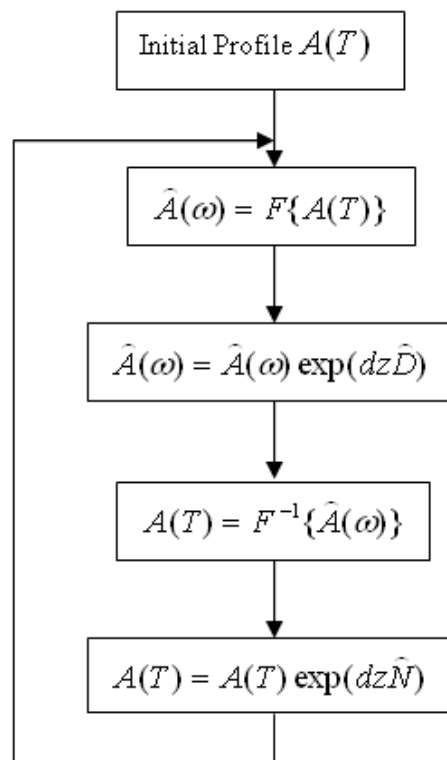 Initial Profile A(T)
Â(ω) = F{A(T)}
Â(ω) = Â(ω) exp(dzD̂)
A(T) = F⁻¹{Â(ω)}
A(T) = A(T) exp(dzN̂)